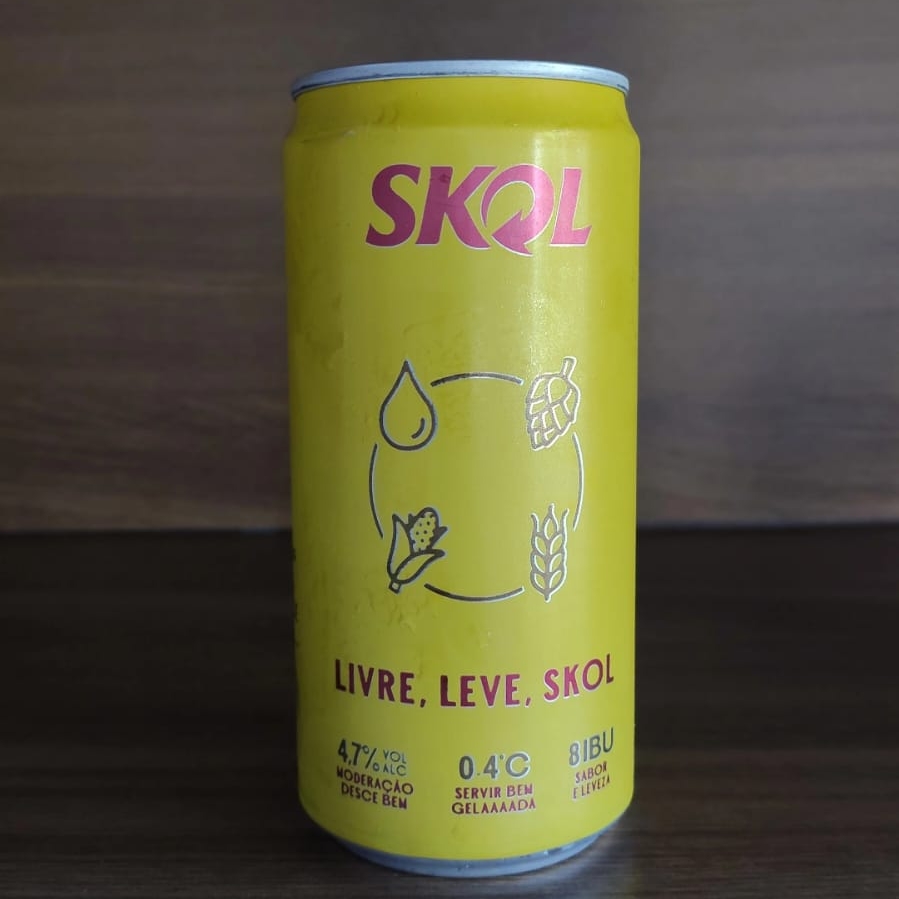 SKOL
LIVRE, LEVE, SKOL
4,7% VOL ALC
MODERAÇÃO
DESCE BEM
0.4°C
SERVIR BEM
GELAAAADA
8IBU
SABOR
E LEVEZA